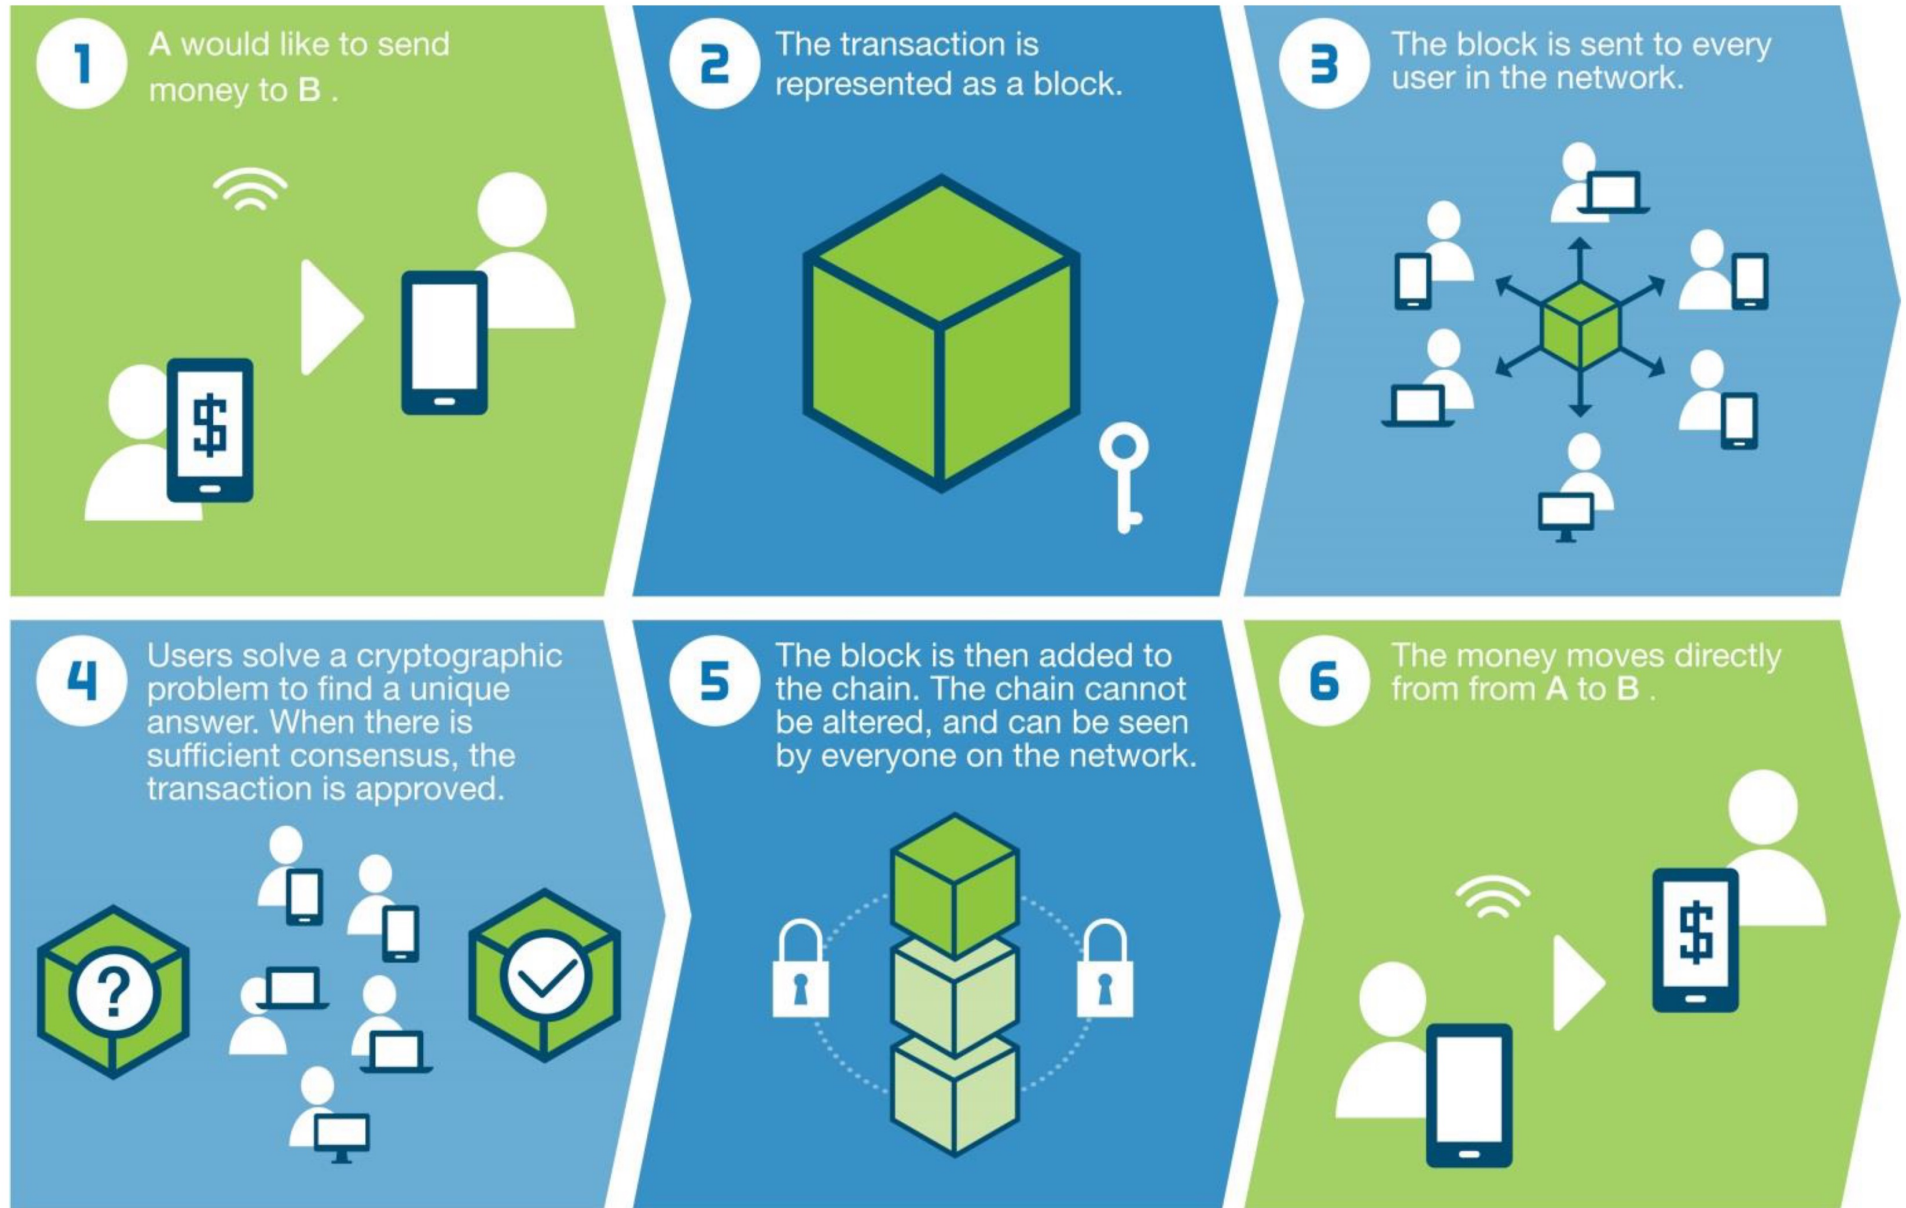 1
A would like to send
money to B .
2
The transaction is
represented as a block.
3
The block is sent to every
user in the network.
$
4
Users solve a cryptographic
problem to find a unique
answer. When there is
sufficient consensus, the
transaction is approved.
?
5
The block is then added to
the chain. The chain cannot
be altered, and can be seen
by everyone on the network.
6
The money moves directly
from from A to B .
$